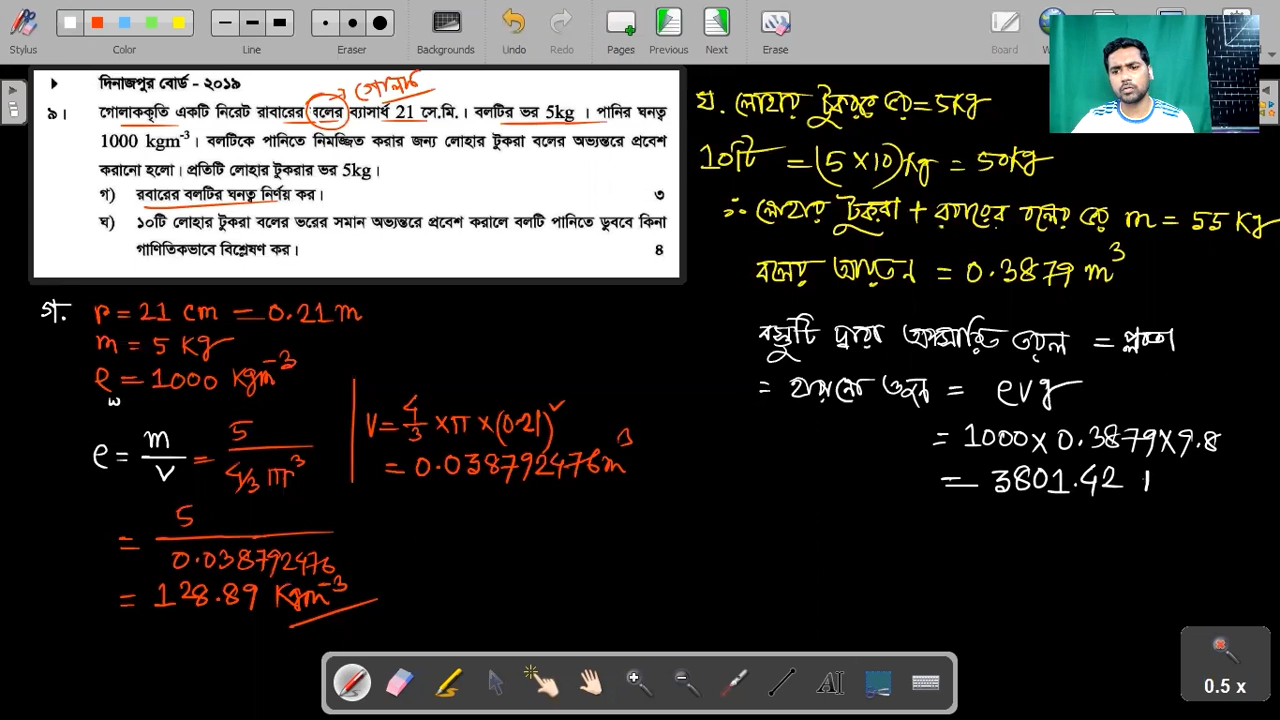 Stylus
Color
Line
Eraser
Backgrounds
Undo
Redo
Pages
Previous
Next
Erase
Board
দিনাজপুর বোর্ড - ২০১৯
গোলাক
৯। গোলাককৃতি একটি নিরেট রাবারের বলের ব্যাসার্ধ 21 সে.মি.। বলটির ভর 5kg । পানির ঘনত্ব
1000 kgm⁻³। বলটিকে পানিতে নিমজ্জিত করার জন্য লোহার টুকরা বলের অভ্যন্তরে প্রবেশ
করানো হলো। প্রতিটি লোহার টুকরার ভর 5kg।
গ) রবারের বলটির ঘনত্ব নির্ণয় কর। ৩
ঘ) ১০টি লোহার টুকরা বলের ভরের সমান অভ্যন্তরে প্রবেশ করালে বলটি পানিতে ডুববে কিনা
গাণিতিকভাবে বিশ্লেষণ কর। 4
গ. r = 21 cm = 0.21 m
m = 5 kg
ρw = 1000 kgm⁻³
ρ = m/V = 5 / 4/3 πr³
= 5 / 0.038792476
= 128.89 kgm⁻³
V = 4/3 × π × (0.21)³
= 0.038792476 m³
ঘ. লোহার টুকরার ভর = 5kg
10টি = (5 × 10) kg = 50kg
∴ লোহার টুকরা + রাবারের বলের ভর m = 55 kg
বলের আয়তন = 0.3879 m³
বস্তুটি দ্বারা অপসারিত তরল =
= হারানো ওজন = ρvg
= 1000 × 0.3879 × 9.8
= 3801.42
0.5 x